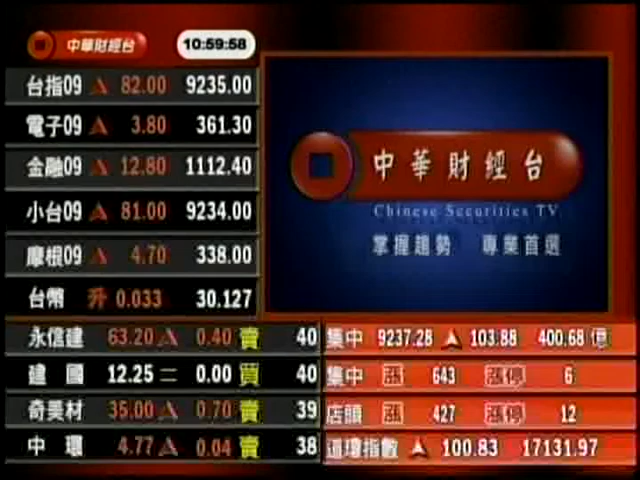 中華財經台 10:59:58
台指09 82.00 9235.00
電子09 3.80 361.30
金融09 12.80 1112.40
小台09 81.00 9234.00
摩根09 4.70 338.00
台幣 升 0.033 30.127
中華財經台
Chinese Securities TV
掌握趨勢 專業首選
永信建 63.20 0.40 賣 40
建國 12.25 0.00 買 40
奇美材 35.00 0.70 賣 39
中環 4.77 0.04 賣 38
集中 9237.28 103.88 400.68 億
集中 漲 643 漲停 6
店頭 漲 427 漲停 12
道瓊指數 100.83 17131.97